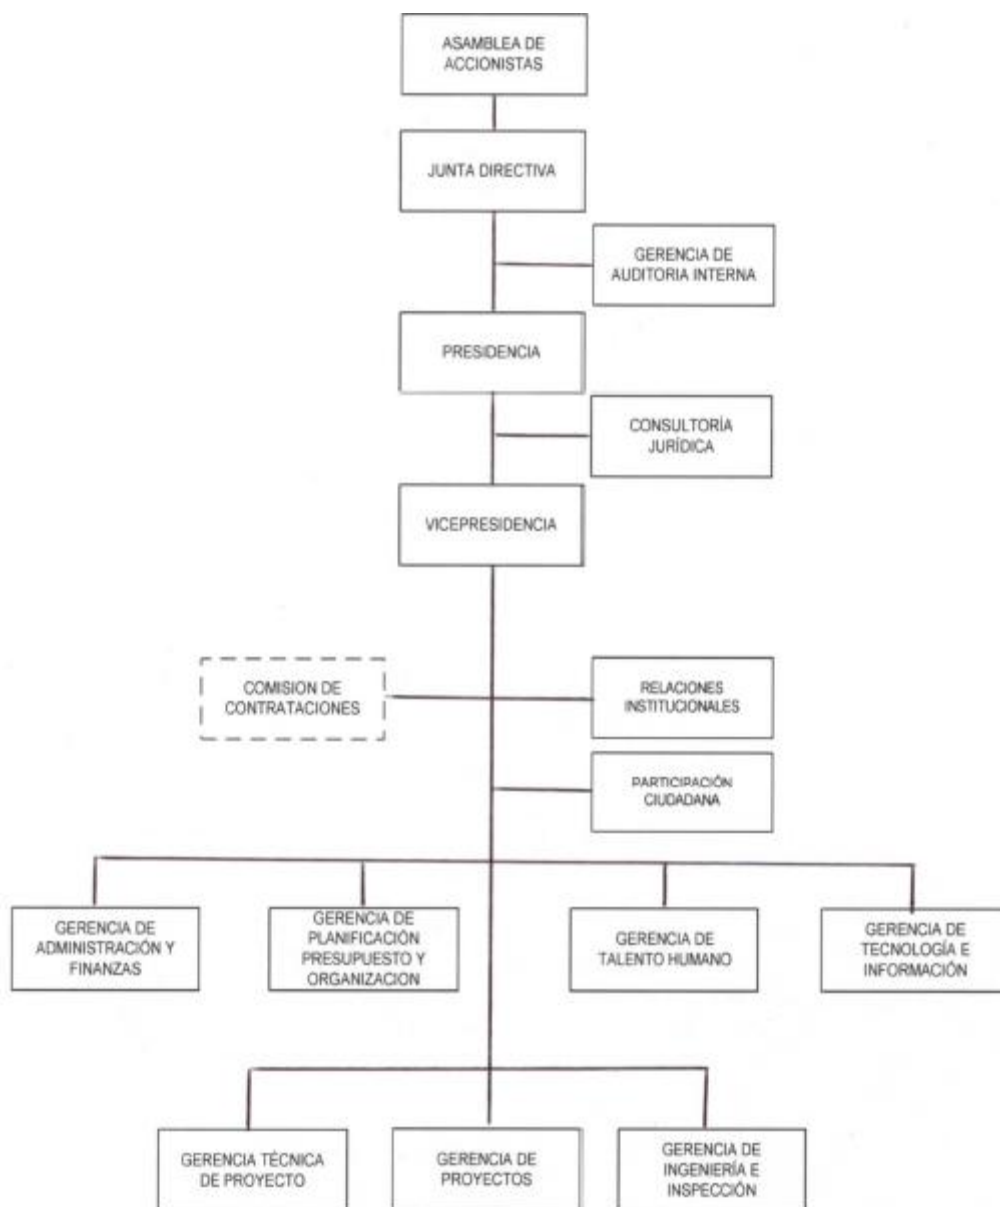 ASAMBLEA DE
ACCIONISTAS
JUNTA DIRECTIVA
GERENCIA DE
AUDITORIA INTERNA
PRESIDENCIA
CONSULTORÍA
JURÍDICA
VICEPRESIDENCIA
COMISION DE
CONTRATACIONES
RELACIONES
INSTITUCIONALES
PARTICIPACIÓN
CIUDADANA
GERENCIA DE
ADMINISTRACIÓN Y
FINANZAS
GERENCIA DE
PLANIFICACIÓN
PRESUPUESTO Y
ORGANIZACION
GERENCIA DE
TALENTO HUMANO
GERENCIA DE
TECNOLOGÍA E
INFORMACIÓN
GERENCIA TÉCNICA
DE PROYECTO
GERENCIA DE
PROYECTOS
GERENCIA DE
INGENIERÍA E
INSPECCIÓN